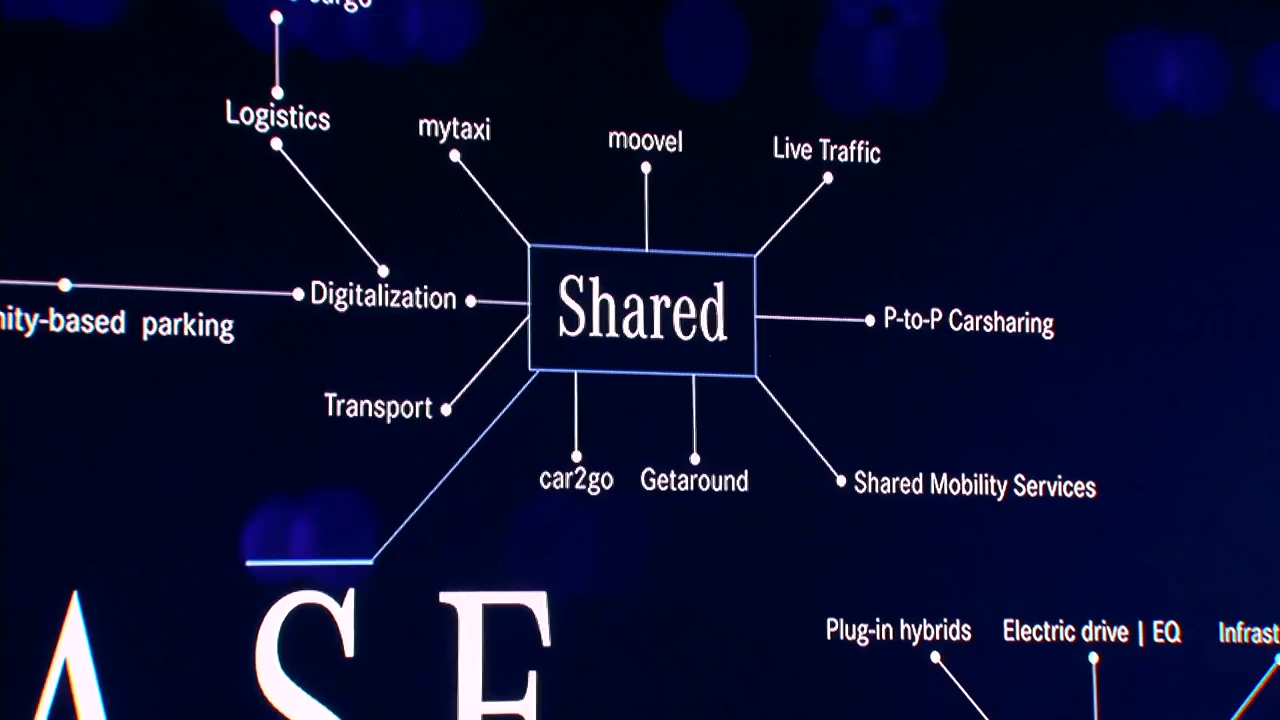 Logistics
mytaxi
moovel
Live Traffic
Digitalization
Shared
P-to-P Carsharing
parking
Transport
car2go
Getaround
Shared Mobility Services
A S E
Plug-in hybrids
Electric drive | EQ